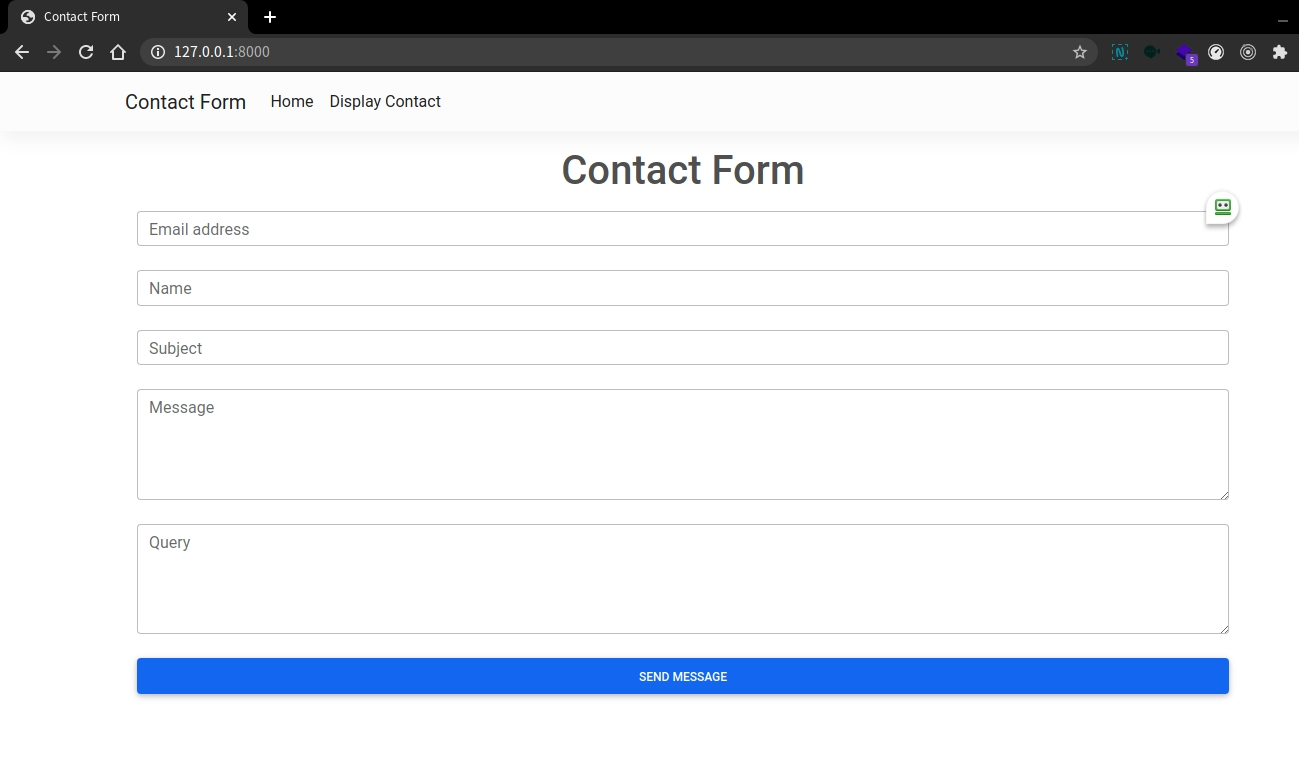 Contact Form
127.0.0.1:8000
N
5
Contact Form Home Display Contact
Contact Form
Email address
Name
Subject
Message
Query
SEND MESSAGE